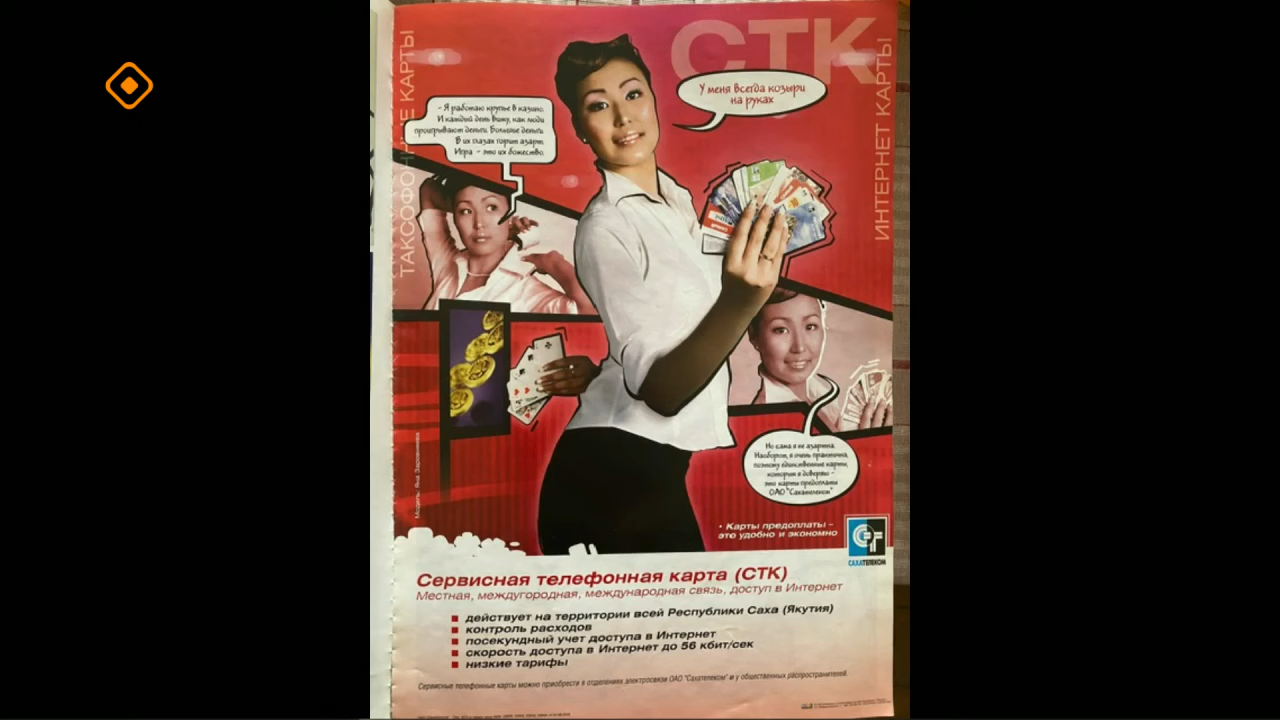 СТК
ТАКСОФОННЫЕ КАРТЫ
ИНТЕРНЕТ КАРТЫ
У меня всегда козыри
на руках
- Я работаю крупье в казино.
И каждый день вижу, как люди
проигрывают деньги. Большие деньги.
В их глазах горит азарт.
Игра - это их божество.
Но сама я не азартна.
Наоборот, я очень практична,
поэтому единственные карты,
которым я доверяю -
это карты предоплаты
ОАО "Сахателеком"
Модель: Яна
• Карты предоплаты -
это удобно и экономно
САХАТЕЛЕКОМ
Сервисная телефонная карта (СТК)
Местная, междугородная, международная связь, доступ в Интернет
действует на территории всей Республики Саха (Якутия)
контроль расходов
посекундный учет доступа в Интернет
скорость доступа в Интернет до 56 кбит/сек
низкие тарифы
Сервисные телефонные карты можно приобрести в отделениях электросвязи ОАО "Сахателеком" и у общественных распространителей.